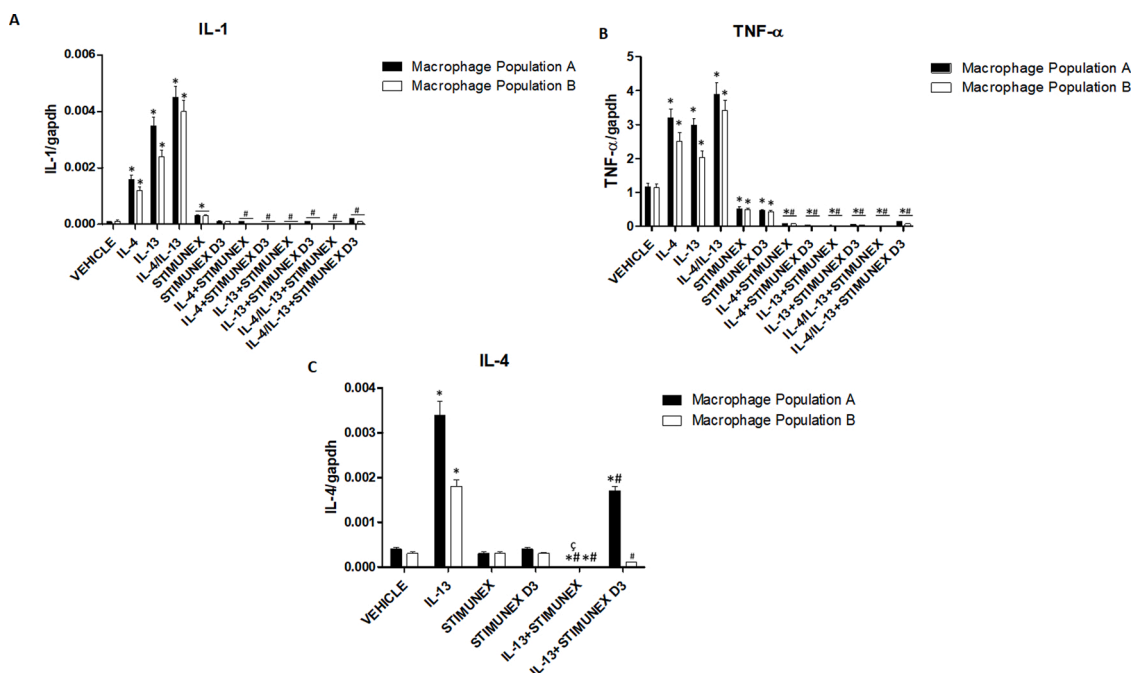 A
IL-1
IL-1/gapdh
0.006
0.004
0.002
0.000
* * * * * * *
# # # # # #
Macrophage Population A
Macrophage Population B
VEHICLE
IL-4
IL-13
IL-4/IL-13
STIMUNEX
STIMUNEX D3
IL-4+STIMUNEX
IL-4+STIMUNEX D3
IL-13+STIMUNEX
IL-13+STIMUNEX D3
IL-4/IL-13+STIMUNEX
IL-4/IL-13+STIMUNEX D3
B
TNF-α
TNF-α/gapdh
5
4
3
2
1
0
* * * * * * * * * *
*# *# *# *# *# *#
Macrophage Population A
Macrophage Population B
VEHICLE
IL-4
IL-13
IL-4/IL-13
STIMUNEX
STIMUNEX D3
IL-4+STIMUNEX
IL-4+STIMUNEX D3
IL-13+STIMUNEX
IL-13+STIMUNEX D3
IL-4/IL-13+STIMUNEX
IL-4/IL-13+STIMUNEX D3
C
IL-4
IL-4/gapdh
0.004
0.003
0.002
0.001
0.000
* *
ç
*# *#
*#
#
Macrophage Population A
Macrophage Population B
VEHICLE
IL-13
STIMUNEX
STIMUNEX D3
IL-13+STIMUNEX
IL-13+STIMUNEX D3